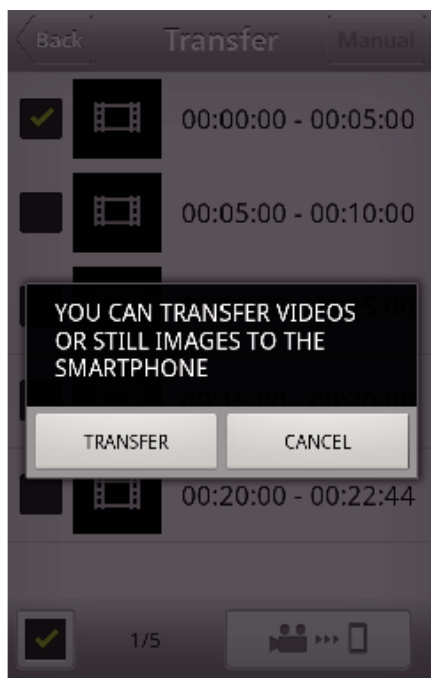 Back Transfer Manual
00:00:00 - 00:05:00
00:05:00 - 00:10:00
YOU CAN TRANSFER VIDEOS
OR STILL IMAGES TO THE
SMARTPHONE
TRANSFER CANCEL
00:20:00 - 00:22:44
1/5